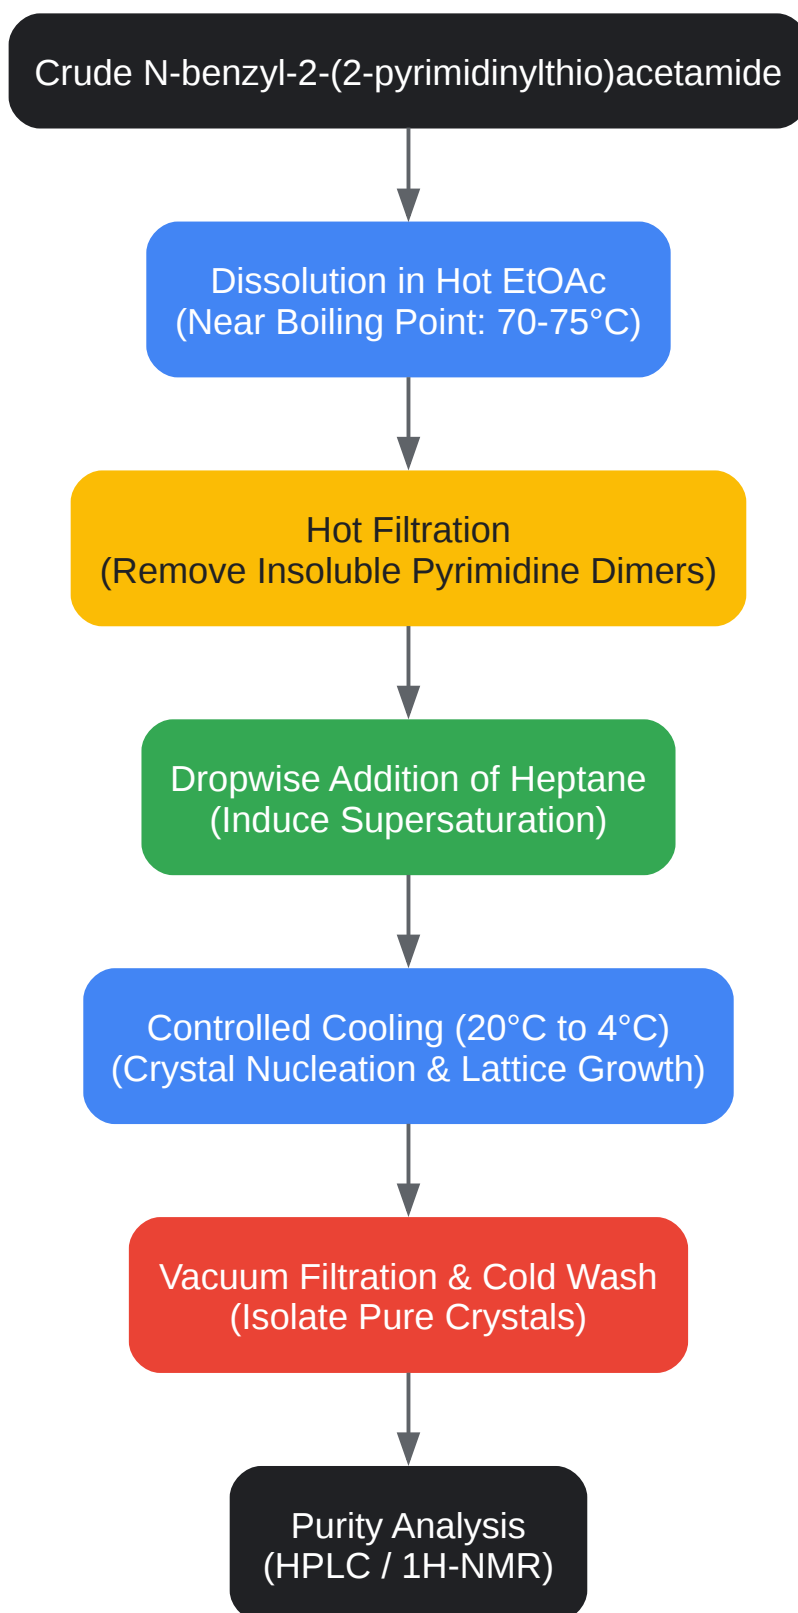 Crude N-benzyl-2-(2-pyrimidinylthio)acetamide
Dissolution in Hot EtOAc
(Near Boiling Point: 70-75°C)
Hot Filtration
(Remove Insoluble Pyrimidine Dimers)
Dropwise Addition of Heptane
(Induce Supersaturation)
Controlled Cooling (20°C to 4°C)
(Crystal Nucleation & Lattice Growth)
Vacuum Filtration & Cold Wash
(Isolate Pure Crystals)
Purity Analysis
(HPLC / 1H-NMR)